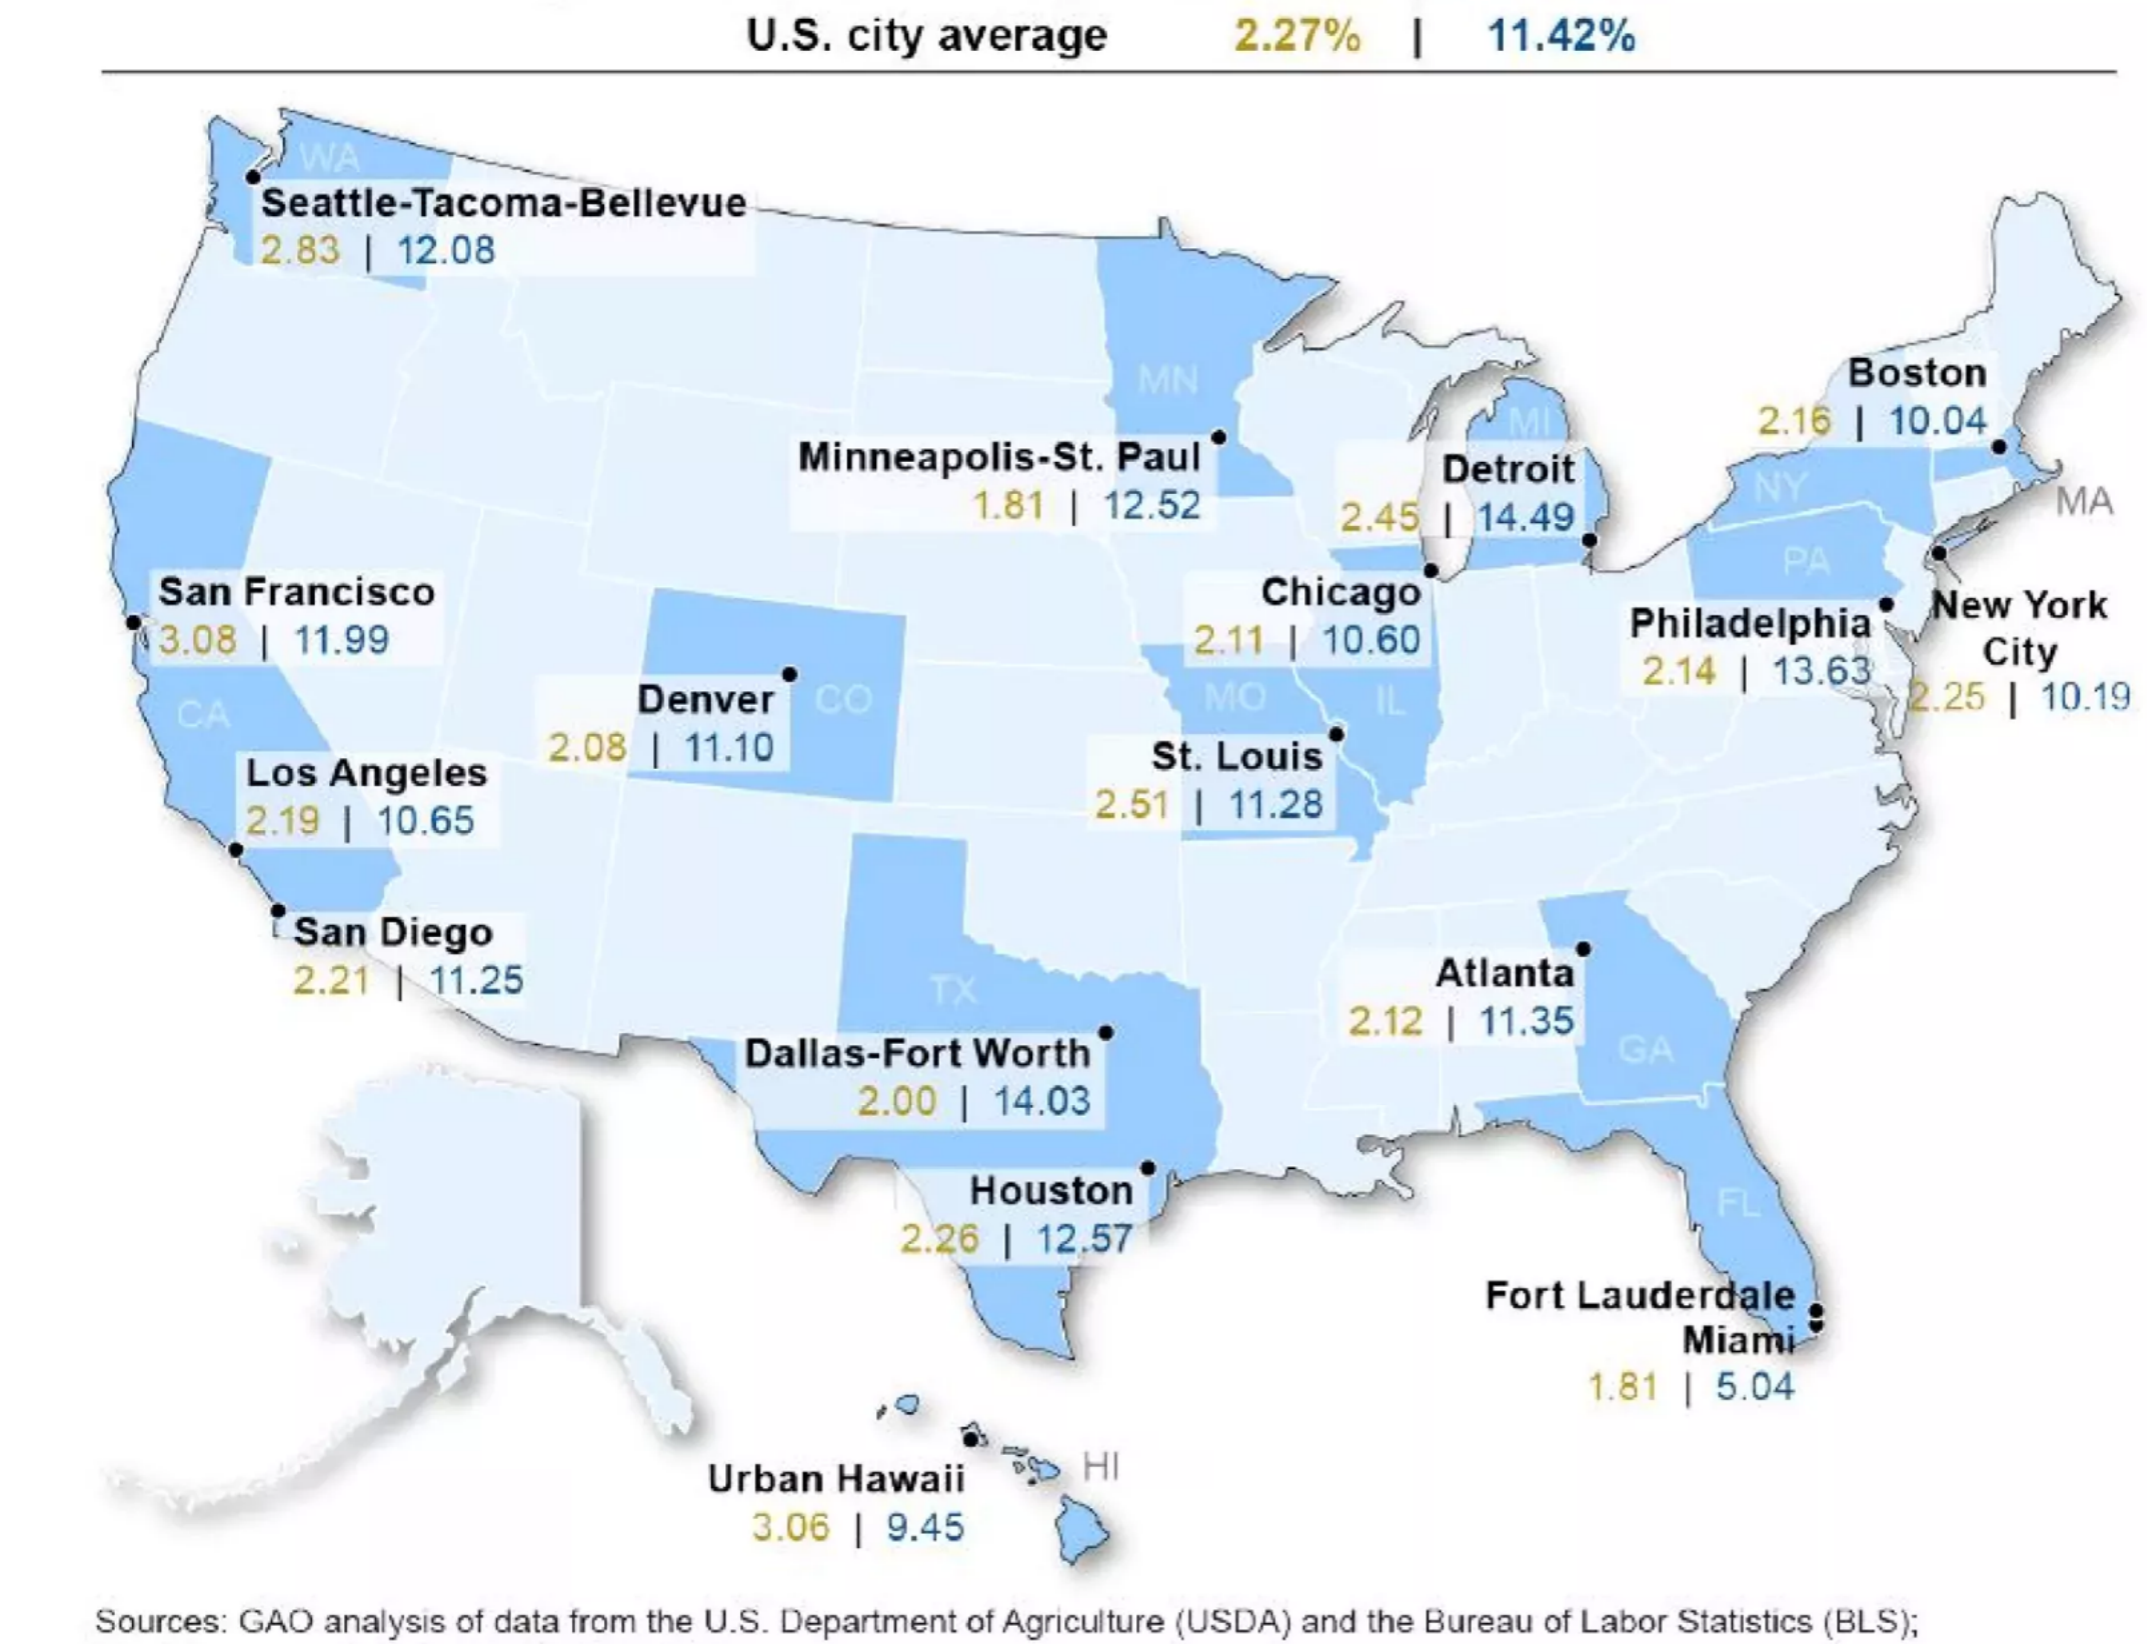 U.S. city average 2.27% | 11.42%
WA
Seattle-Tacoma-Bellevue
2.83 | 12.08
MN
Minneapolis-St. Paul
1.81 | 12.52
MI
Detroit
2.45 | 14.49
Boston
2.16 | 10.04
NY
MA
PA
San Francisco
3.08 | 11.99
CA
Denver
2.08 | 11.10
CO
Chicago
2.11 | 10.60
MO
IL
Philadelphia
2.14 | 13.63
New York
City
2.25 | 10.19
Los Angeles
2.19 | 10.65
St. Louis
2.51 | 11.28
San Diego
2.21 | 11.25
TX
Dallas-Fort Worth
2.00 | 14.03
Atlanta
2.12 | 11.35
GA
Houston
2.26 | 12.57
FL
Fort Lauderdale
Miami
1.81 | 5.04
Urban Hawaii
3.06 | 9.45
HI
Sources: GAO analysis of data from the U.S. Department of Agriculture (USDA) and the Bureau of Labor Statistics (BLS);